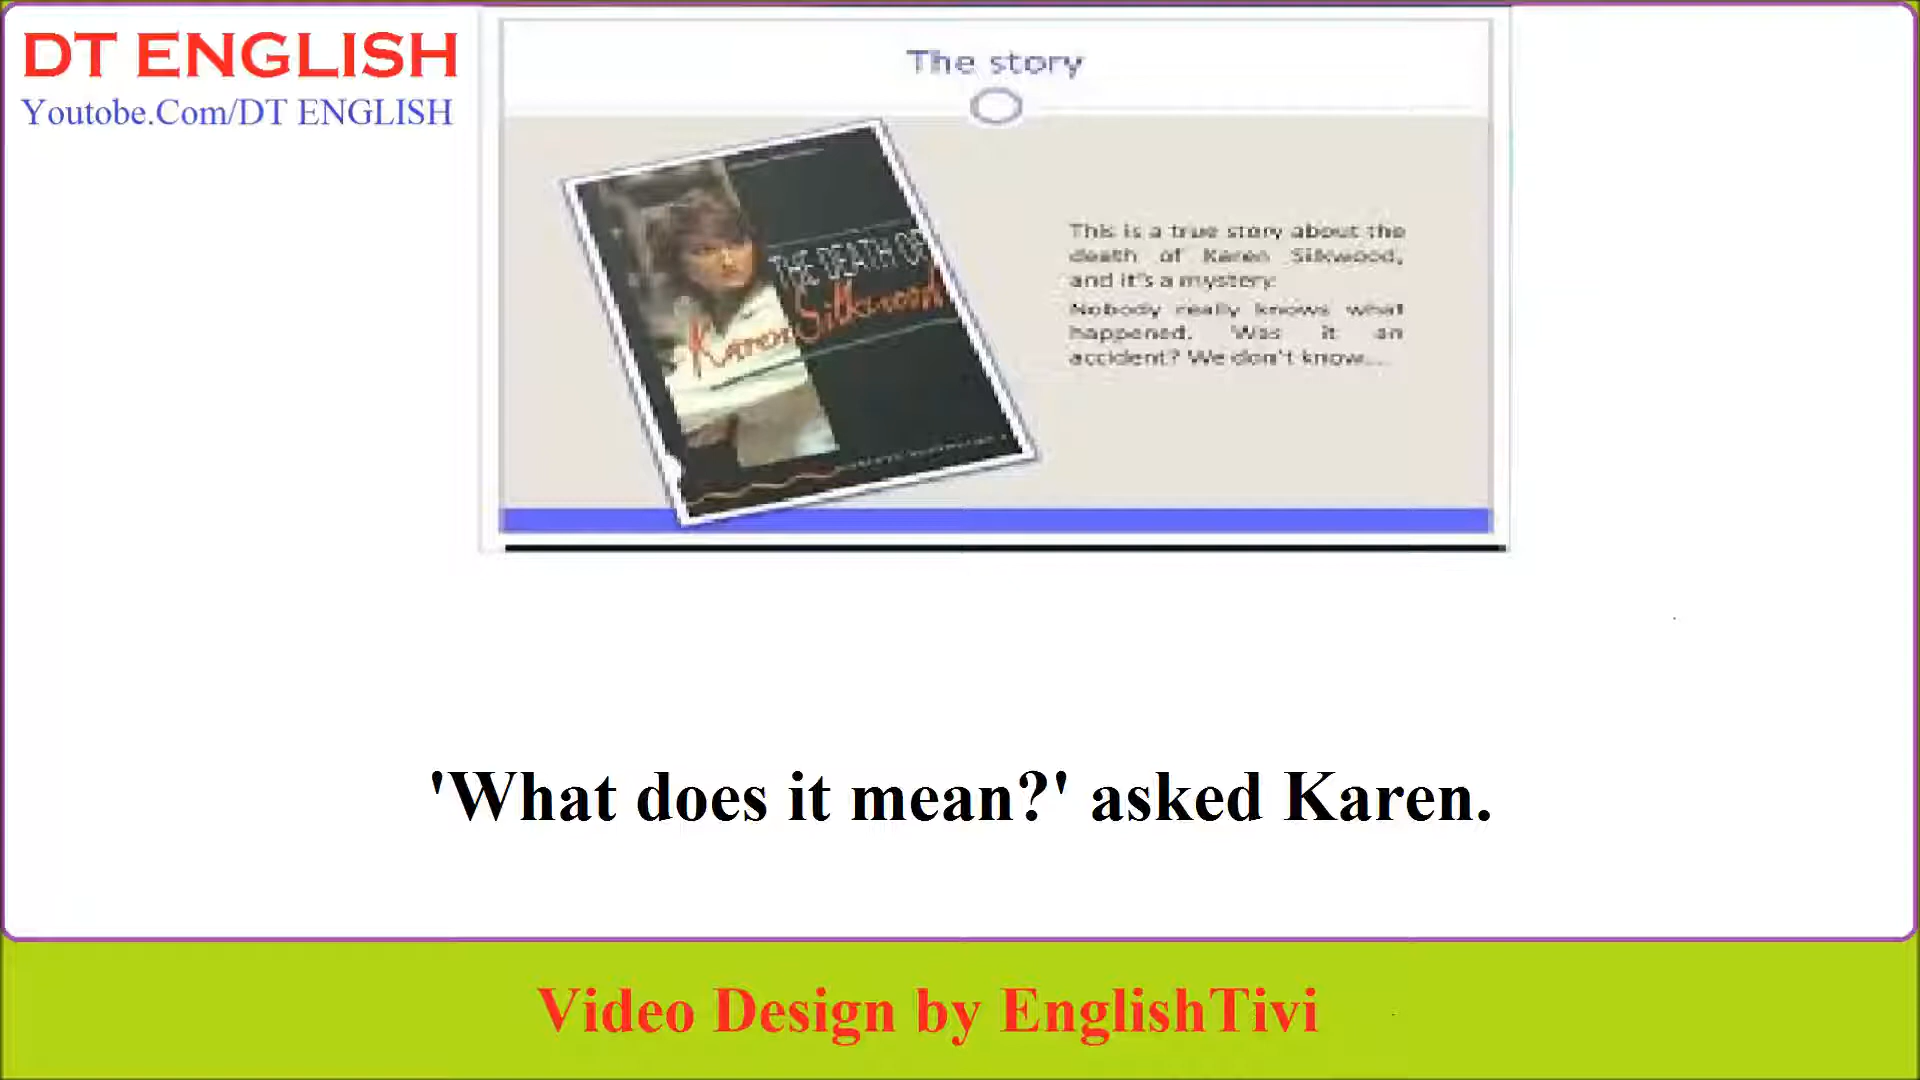 DT ENGLISH
Youtobe.Com/DT ENGLISH
The story
THE DEATH OF
Karen Silkwood
This is a true story about the
death of Karen Silkwood,
and it's a mystery.
Nobody really knows what
happened. Was it an
accident? We don't know...
'What does it mean?' asked Karen.
Video Design by EnglishTivi